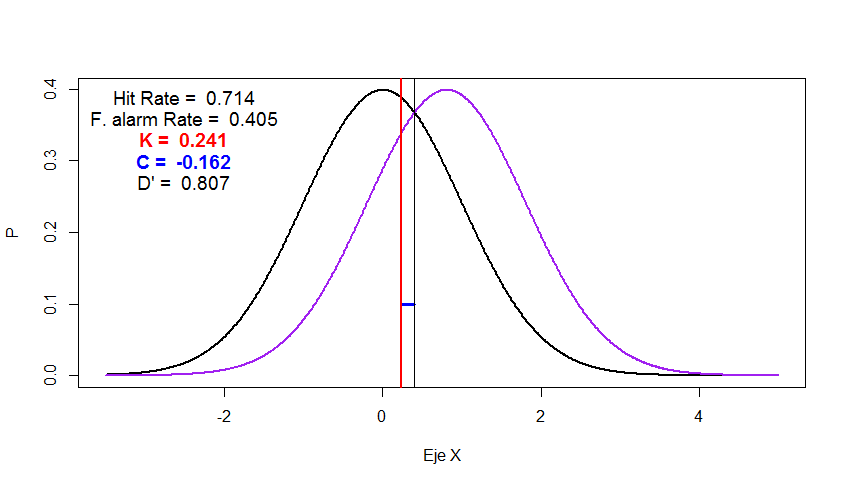 Hit Rate = 0.714
F. alarm Rate = 0.405
K = 0.241
C = -0.162
D' = 0.807
P
0.4
0.3
0.2
0.1
0.0
-2 0 2 4
Eje X